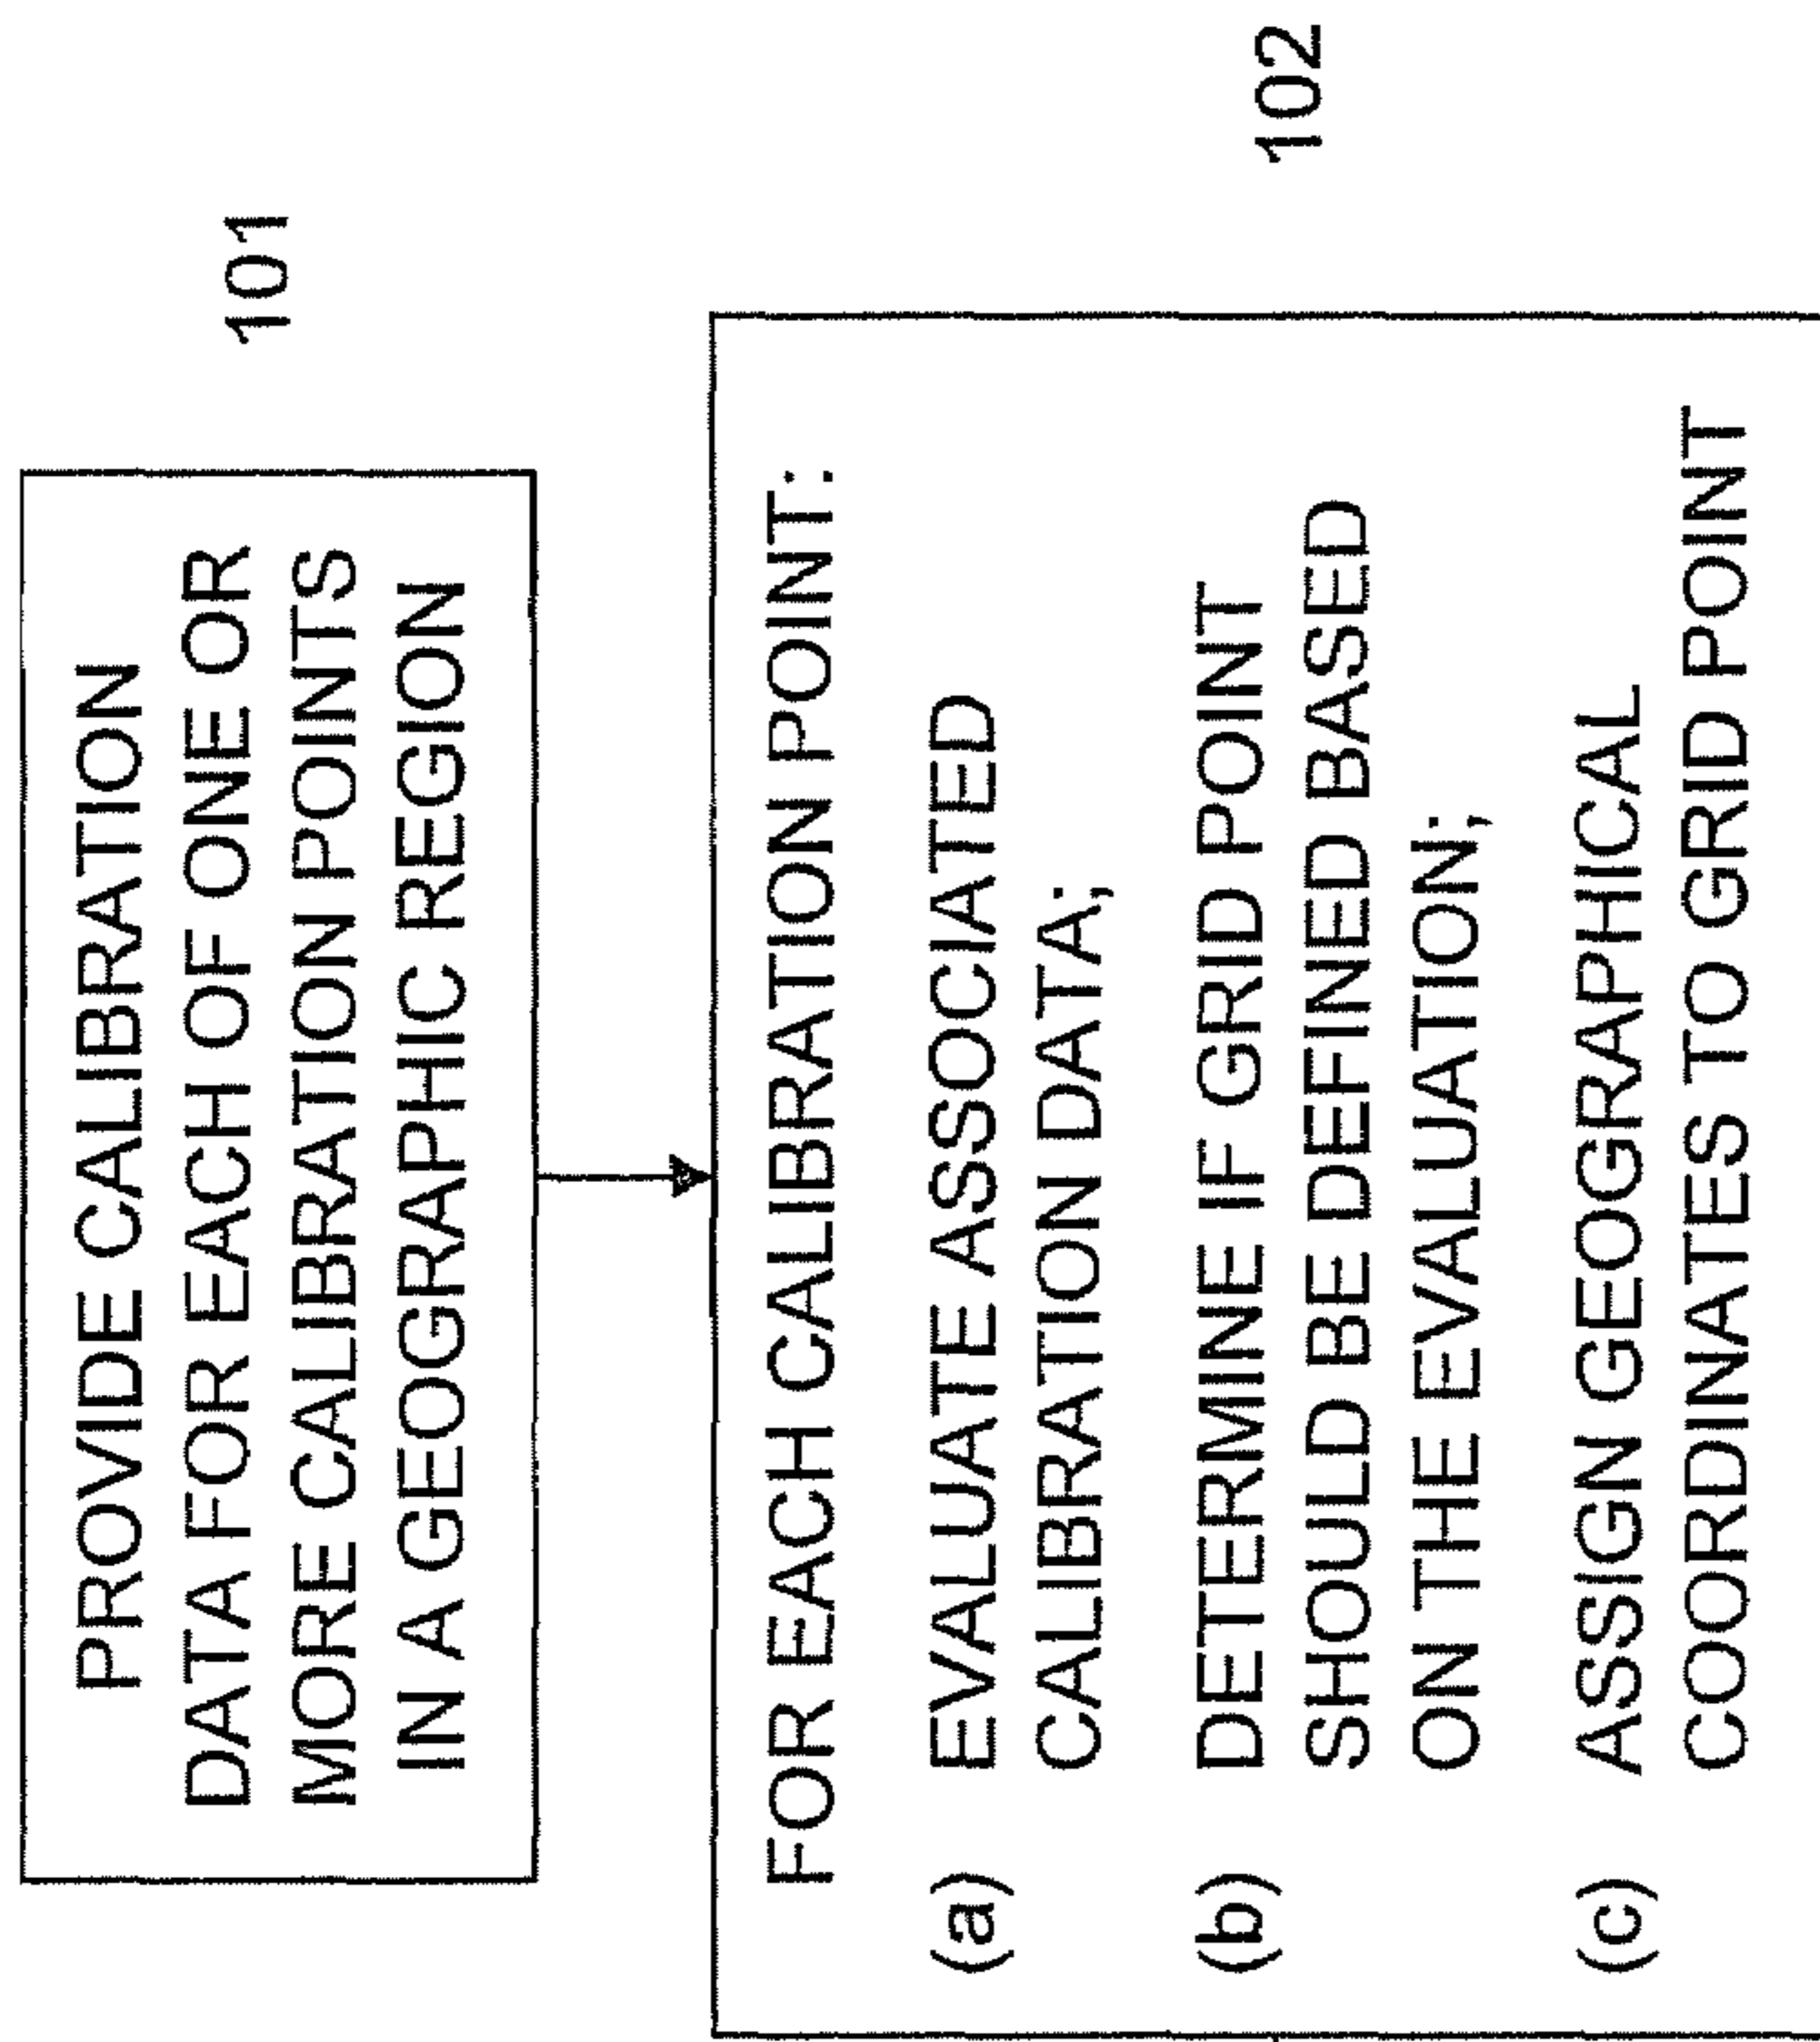 PROVIDE CALIBRATION
DATA FOR EACH OF ONE OR
MORE CALIBRATION POINTS
IN A GEOGRAPHIC REGION
101
FOR EACH CALIBRATION POINT:
(a) EVALUATE ASSOCIATED
CALIBRATION DATA;
(b) DETERMINE IF GRID POINT
SHOULD BE DEFINED BASED
ON THE EVALUATION;
(c) ASSIGN GEOGRAPHICAL
COORDINATES TO GRID POINT
102